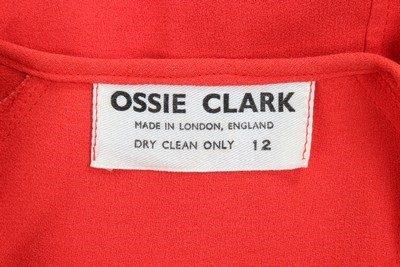 OSSIE CLARK
MADE IN LONDON, ENGLAND
DRY CLEAN ONLY 12